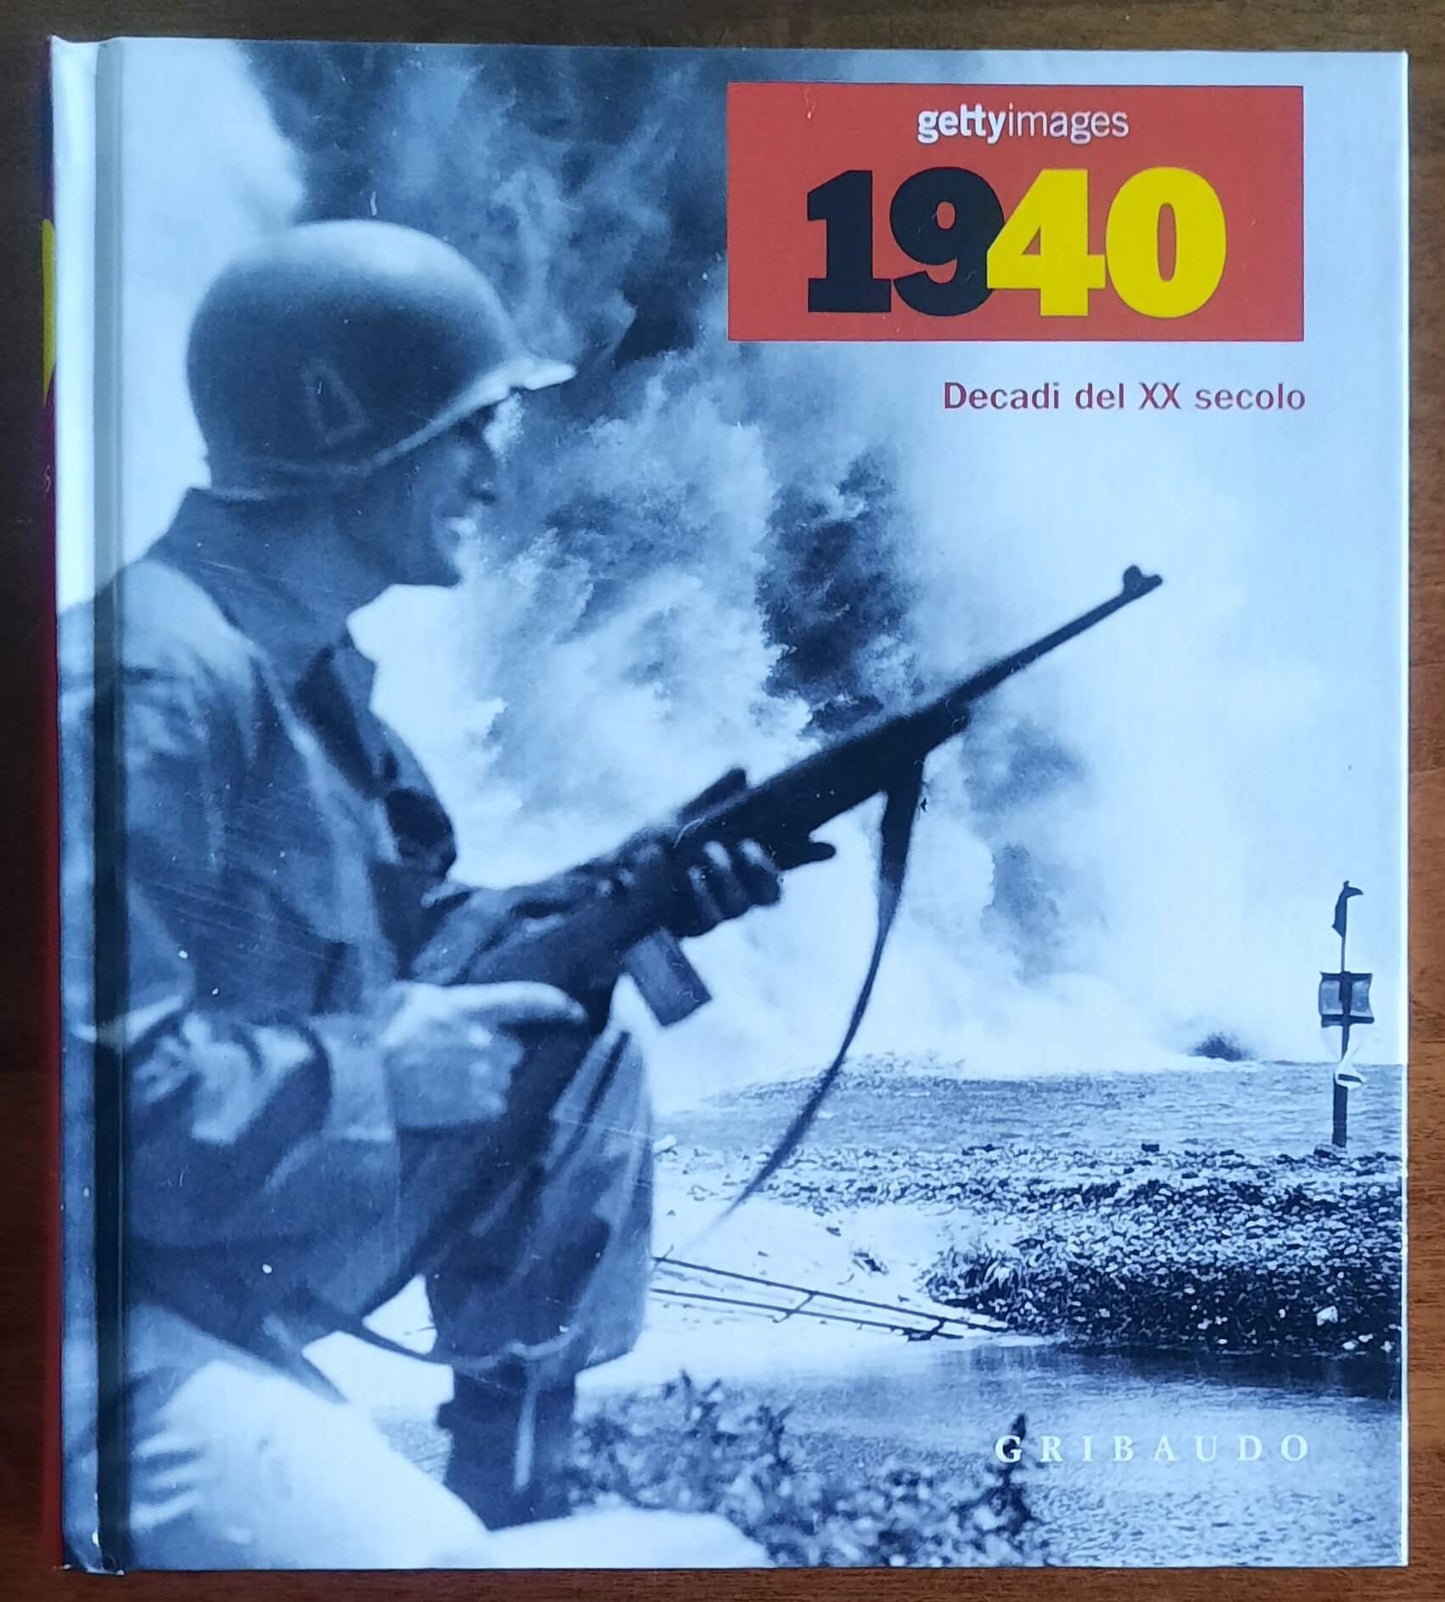 gettyimages
1940
Decadi del XX secolo
GRIBAUDO